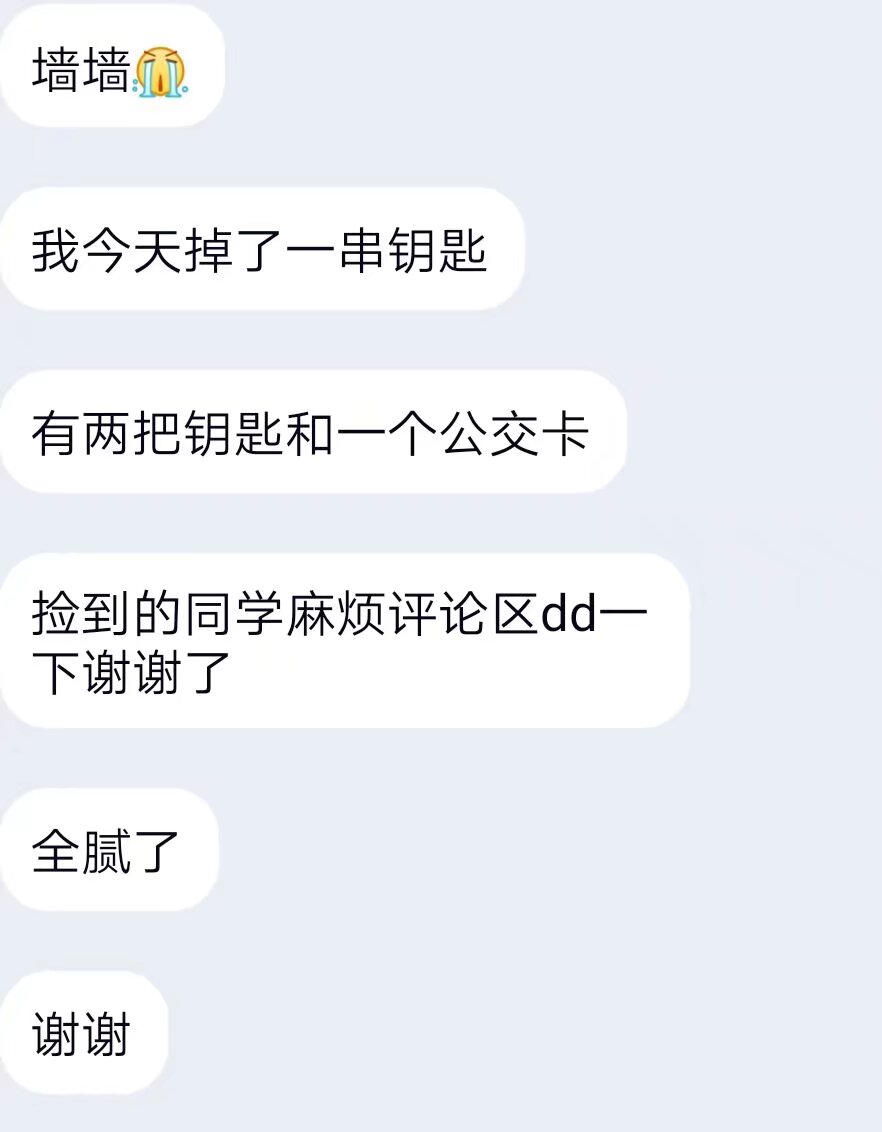 墙墙😭
我今天掉了一串钥匙
有两把钥匙和一个公交卡
捡到的同学麻烦评论区dd一
下谢谢了
全腻了
谢谢